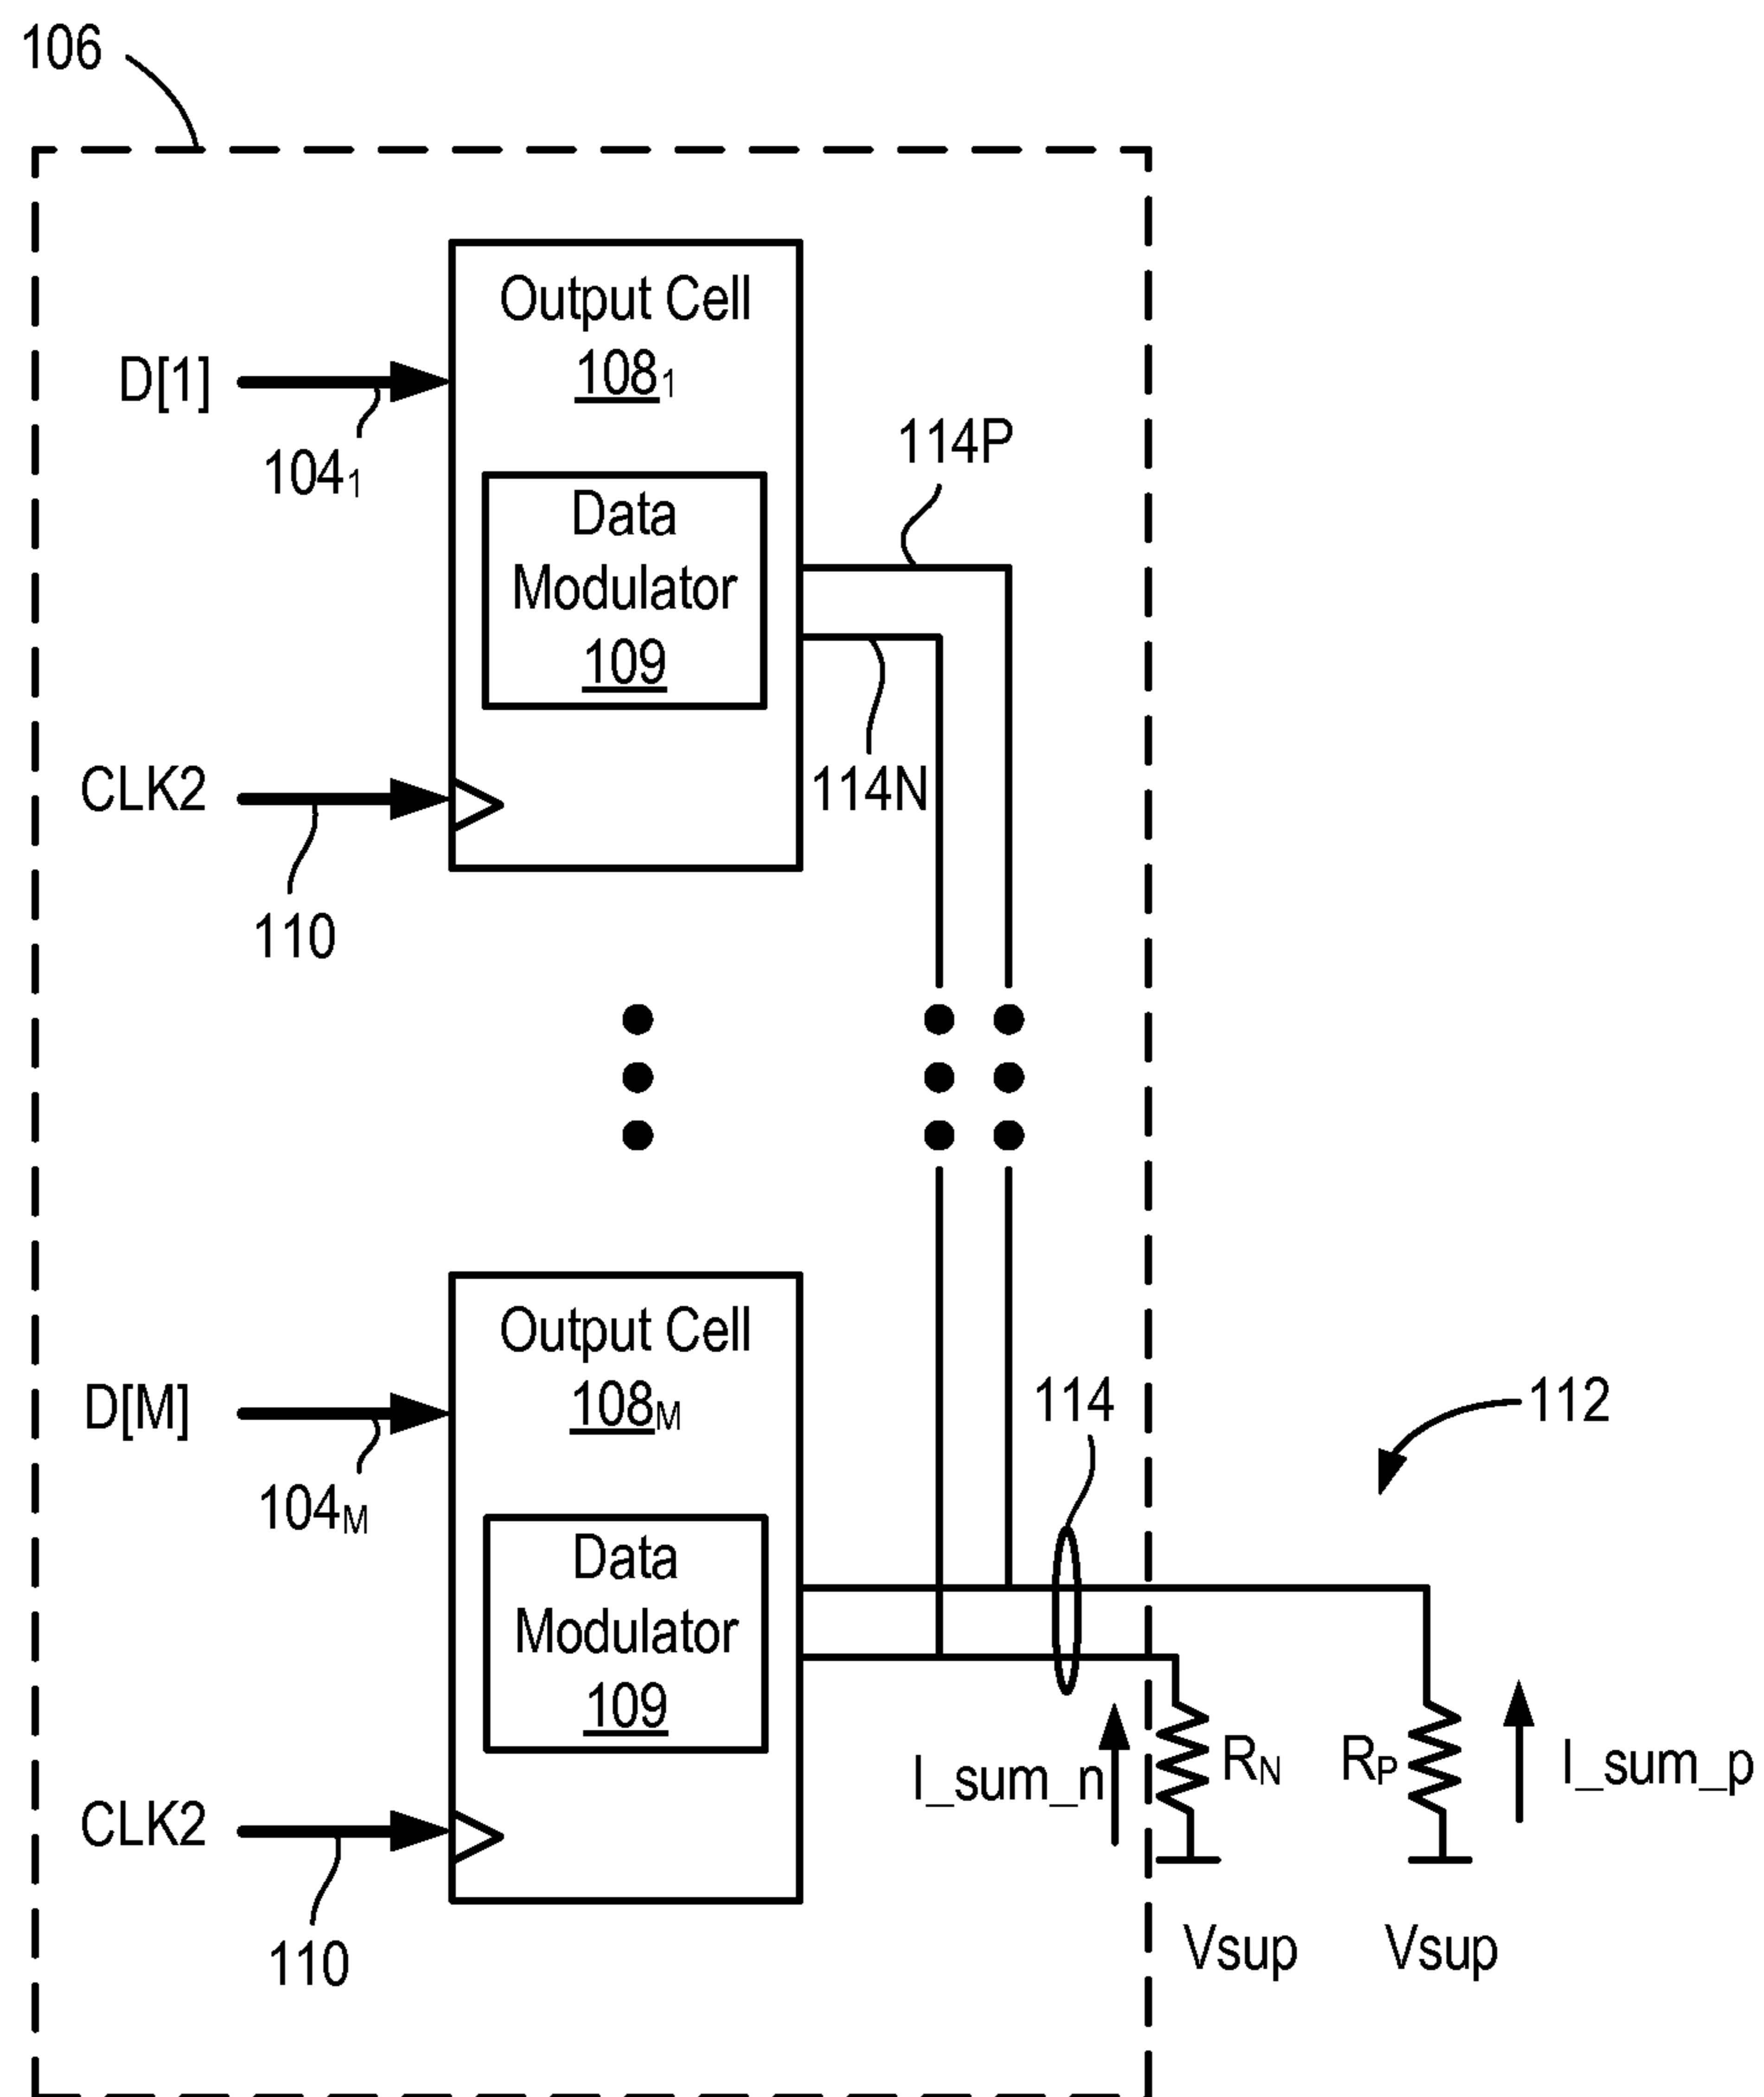 106
Output Cell
108₁
D[1]
104₁
114P
Data
Modulator
109
114N
CLK2
110
Output Cell
108M
D[M]
104M
114
112
Data
Modulator
109
I_sum_n
RN
RP
I_sum_p
CLK2
110
Vsup
Vsup